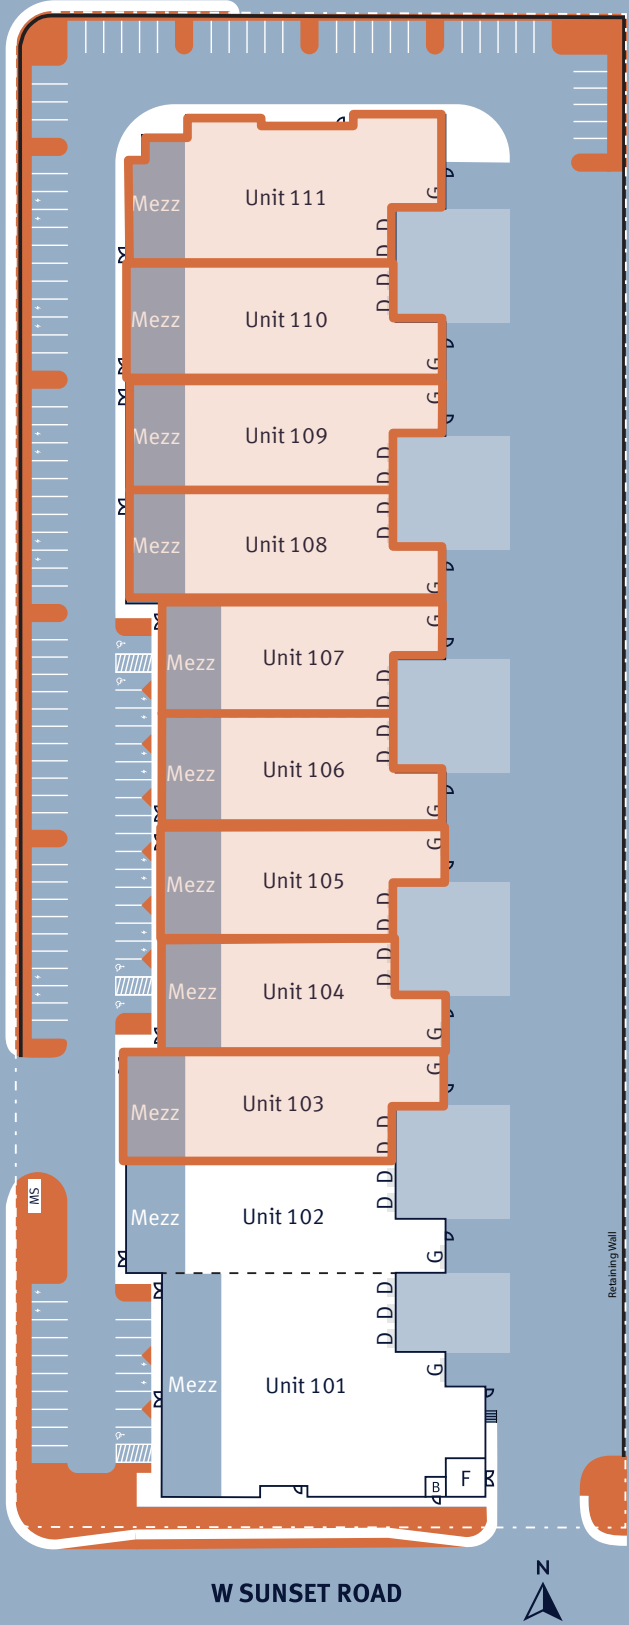 Mezz
Unit 111
G
D
D
Mezz
Unit 110
D
D
G
Mezz
Unit 109
G
D
D
Mezz
Unit 108
D
D
G
Mezz
Unit 107
G
D
D
Mezz
Unit 106
D
D
G
Mezz
Unit 105
G
D
D
Mezz
Unit 104
D
D
G
Mezz
Unit 103
G
D
D
MS
Mezz
Unit 102
D
D
G
Retaining Wall
Mezz
Unit 101
D
D
D
G
F
B
W SUNSET ROAD
N